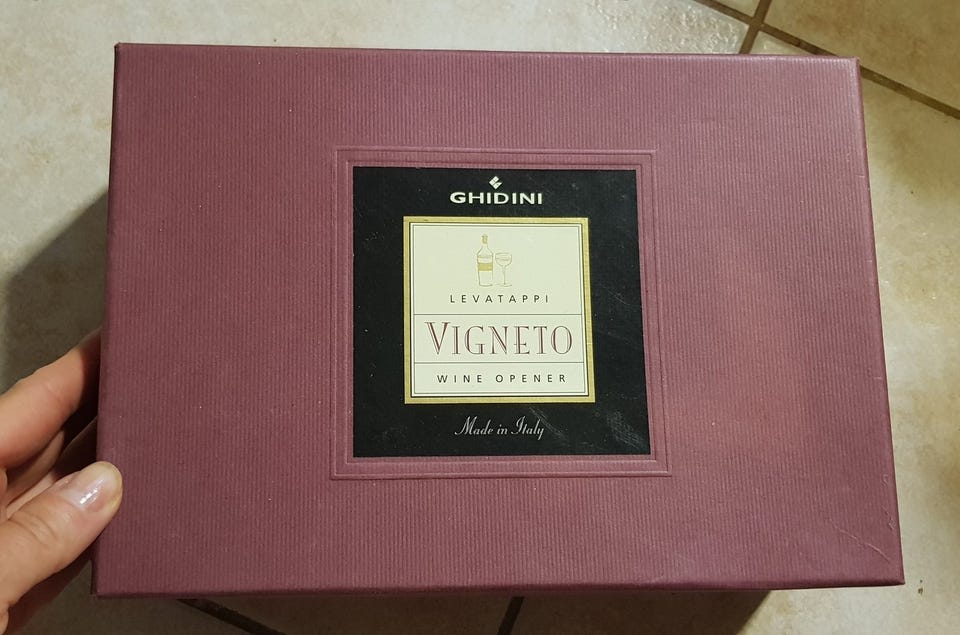 GHIDINI
LEVATAPPI
VIGNETO
WINE OPENER
Made in Italy